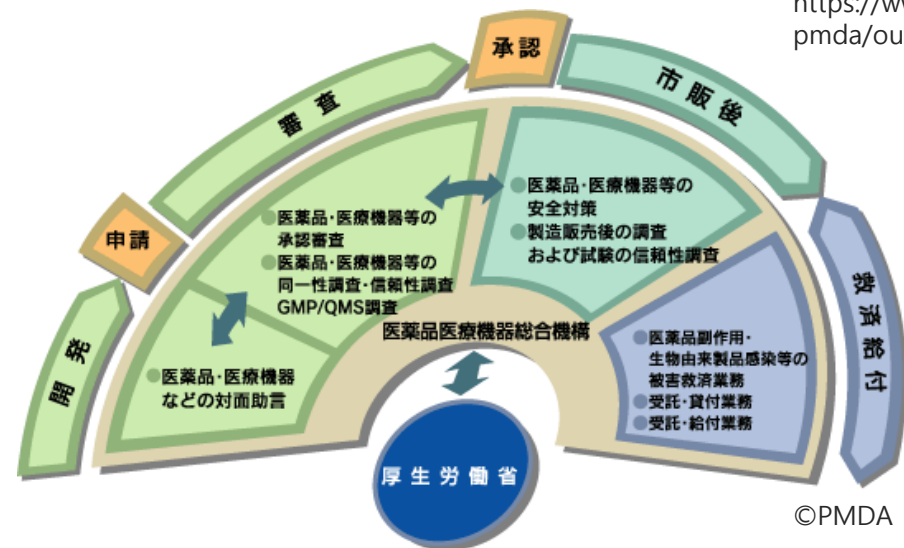 https://w
pmda/ou
承認
審査
市販後
申請
開発
救済給付
●医薬品・医療機器等の
承認審査
●医薬品・医療機器等の
同一性調査・信頼性調査
GMP/QMS調査
●医薬品・医療機器等の
安全対策
●製造販売後の調査
および試験の信頼性調査
●医薬品・医療機器
などの対面助言
医薬品医療機器総合機構
●医薬品副作用・
生物由来製品感染等の
被害救済業務
●受託・貸付業務
●受託・給付業務
厚生労働省
©PMDA